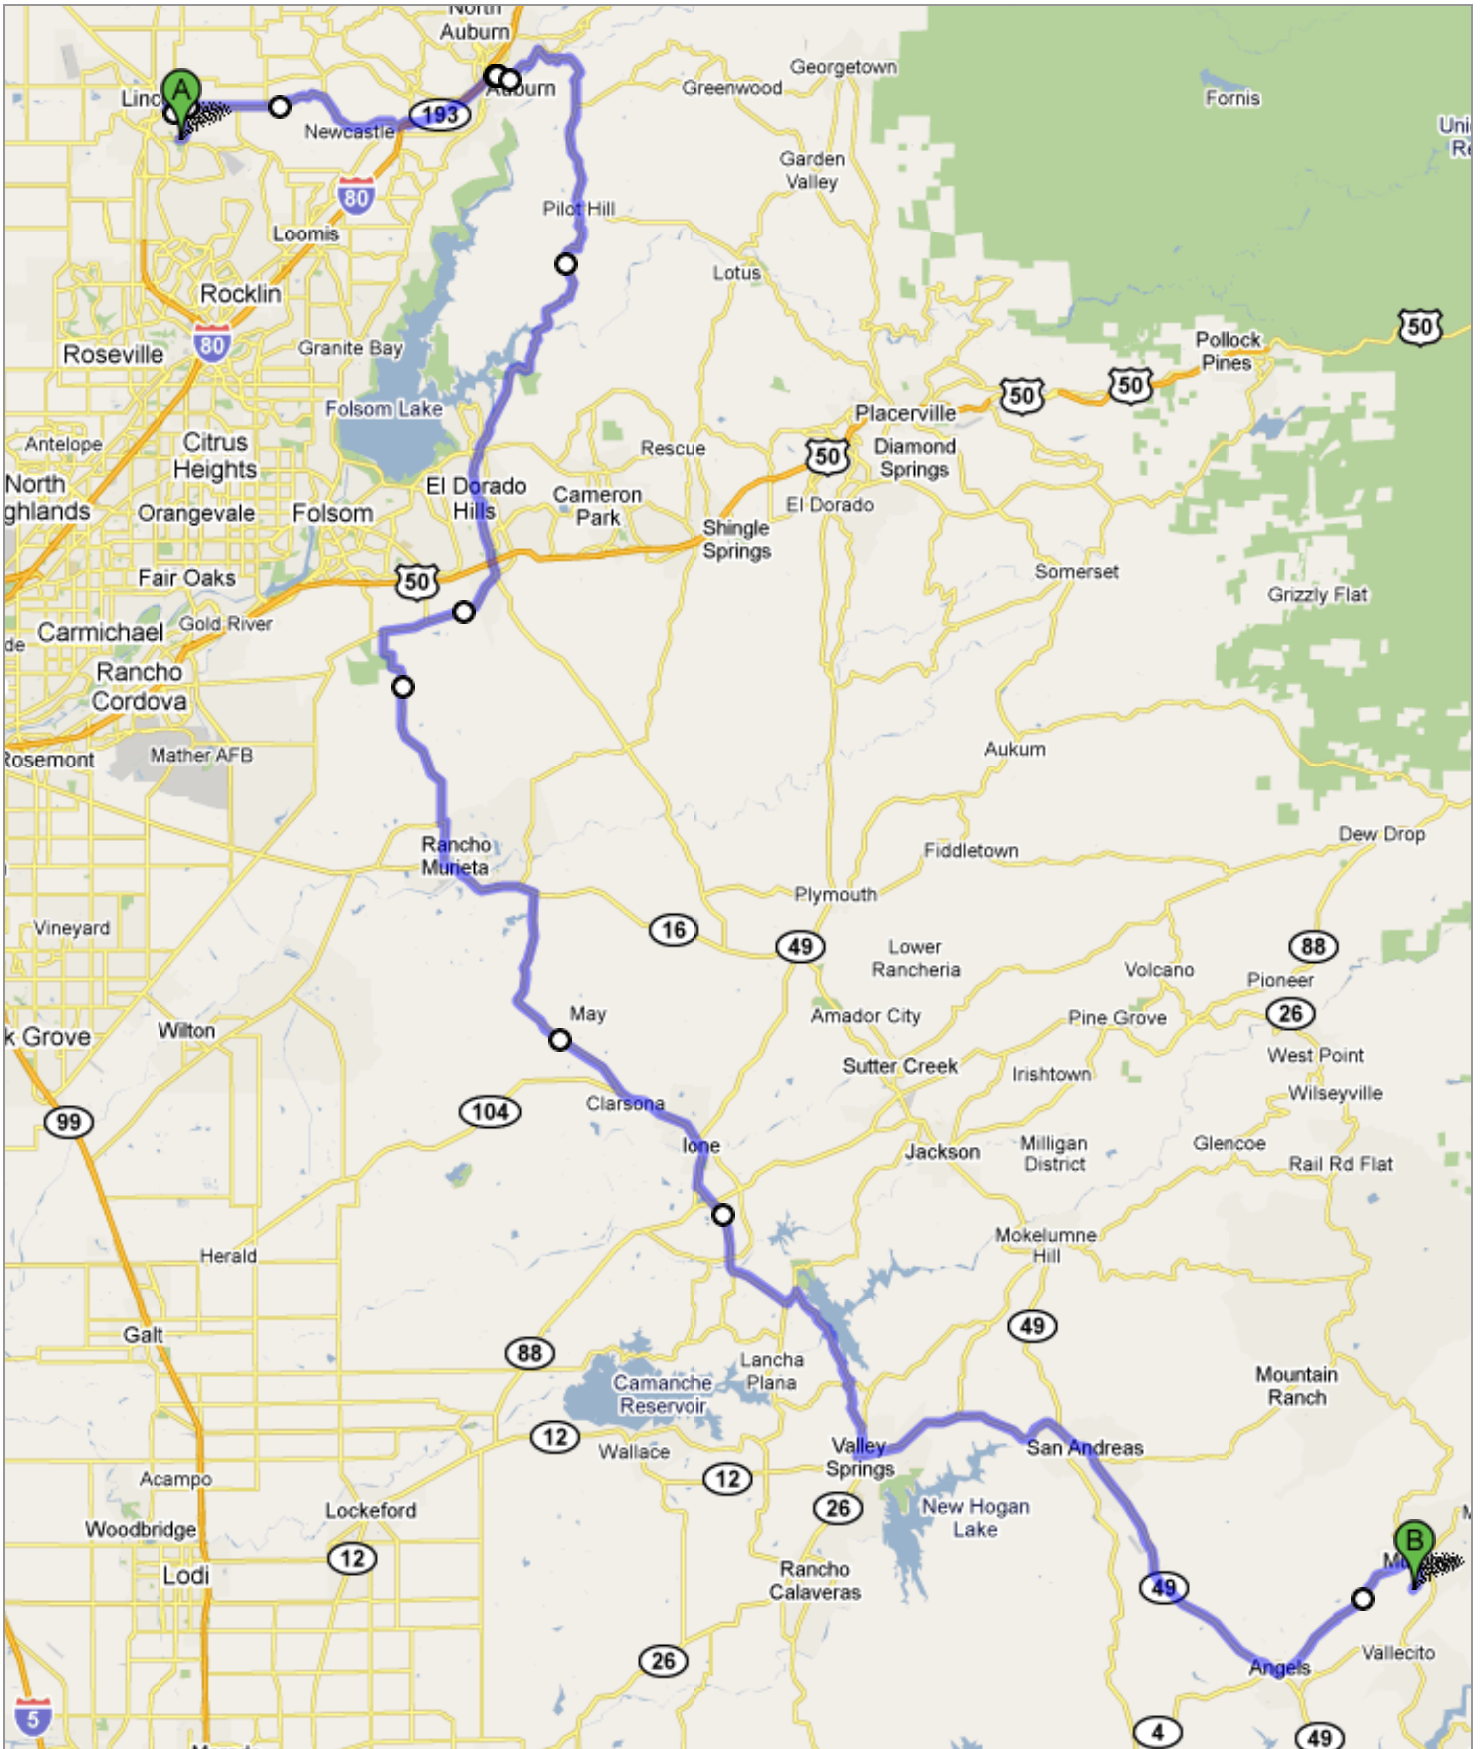 North
Auburn
Georgetown
Greenwood
Fornis
A
Auburn
193
Newcastle
Garden
Valley
80
Pilot Hill
Loomis
Lotus
Rocklin
80
50
Pollock
Pines
Roseville
Granite Bay
50
50
Folsom Lake
Placerville
Antelope
Citrus
Heights
Rescue
50
Diamond
Springs
North
ghlands
El Dorado
Hills
Cameron
Park
El Dorado
Orangevale
Folsom
Shingle
Springs
Fair Oaks
50
Somerset
Grizzly Flat
Gold River
Carmichael
de
Rancho
Cordova
Aukum
Mather AFB
Rosemont
Dew Drop
Rancho
Murieta
Fiddletown
Plymouth
Vineyard
16
49
88
Lower
Rancheria
Volcano
Pioneer
May
Amador City
Pine Grove
26
k Grove
Wilton
West Point
Sutter Creek
Irishtown
Wilseyville
99
104
Clarsona
Ione
Jackson
Milligan
District
Glencoe
Rail Rd Flat
Herald
Mokelumne
Hill
Galt
49
88
Lancha
Plana
Camanche
Reservoir
Mountain
Ranch
12
Wallace
Valley
Springs
San Andreas
Acampo
12
Lockeford
26
New Hogan
Lake
Woodbridge
12
B
Lodi
Rancho
Calaveras
49
26
Vallecito
Angels
5
4
49